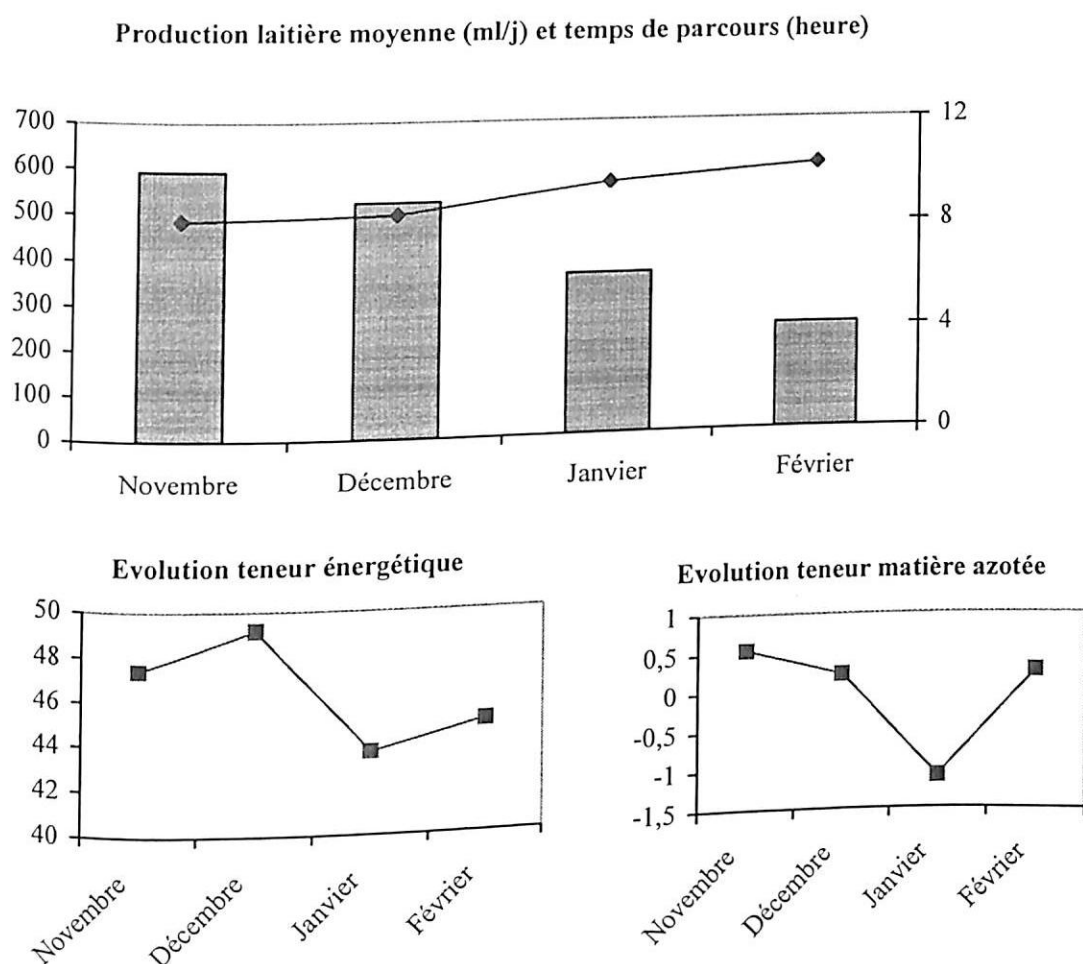 Production laitière moyenne (ml/j) et temps de parcours (heure)
700
600
500
400
300
200
100
0
12
8
4
0
Novembre
Décembre
Janvier
Février
Evolution teneur énergétique
50
48
46
44
42
40
Novembre
Décembre
Janvier
Février
Evolution teneur matière azotée
1
0,5
0
-0,5
-1
-1,5
Novembre
Décembre
Janvier
Février